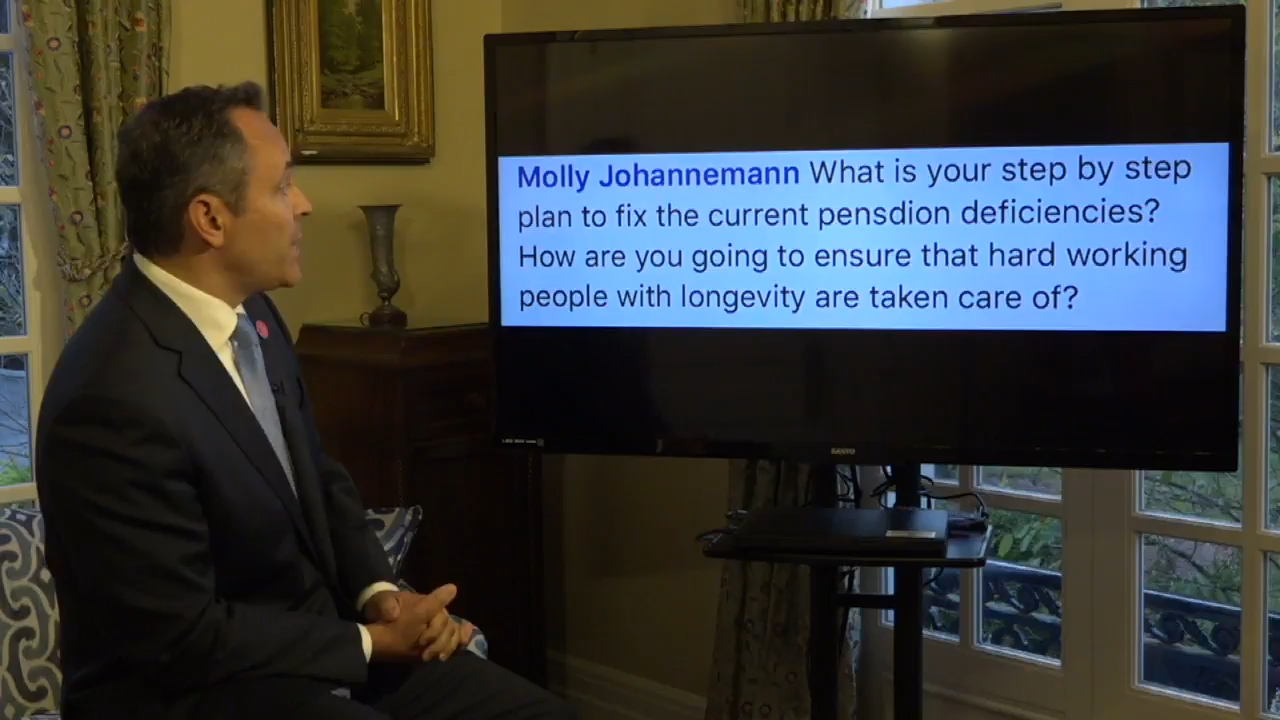 Molly Johannemann What is your step by step
plan to fix the current pensdion deficiencies?
How are you going to ensure that hard working
people with longevity are taken care of?
SANYO